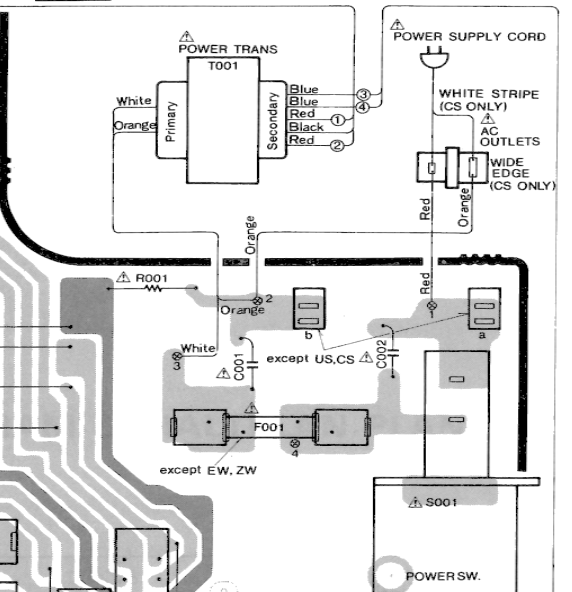 ⚠
POWER TRANS
T001
⚠
POWER SUPPLY CORD
White
Orange
Primary
Secondary
Blue
③
Blue
④
Red
①
Black
Red
②
WHITE STRIPE
(CS ONLY)
⚠
AC
OUTLETS
WIDE
EDGE
(CS ONLY)
Red
Orange
Orange
Red
⚠ R001
Orange
2
1
b
a
White
3
⚠ C001
except US,CS
⚠ C002
⚠
F001
4
except EW, ZW
⚠ S001
POWER SW.